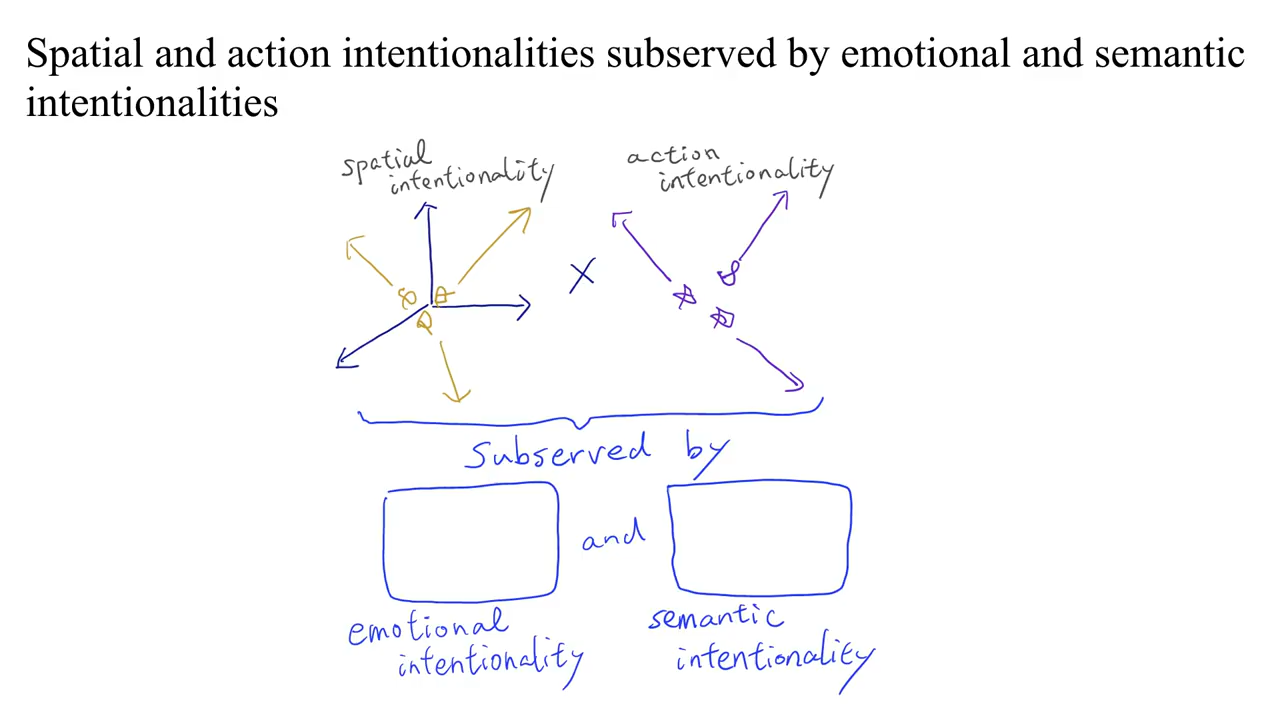 Spatial and action intentionalities subserved by emotional and semantic
intentionalities
spatial
intentionality
action
intentionality
X
Subserved by
and
emotional
intentionality
semantic
intentionality